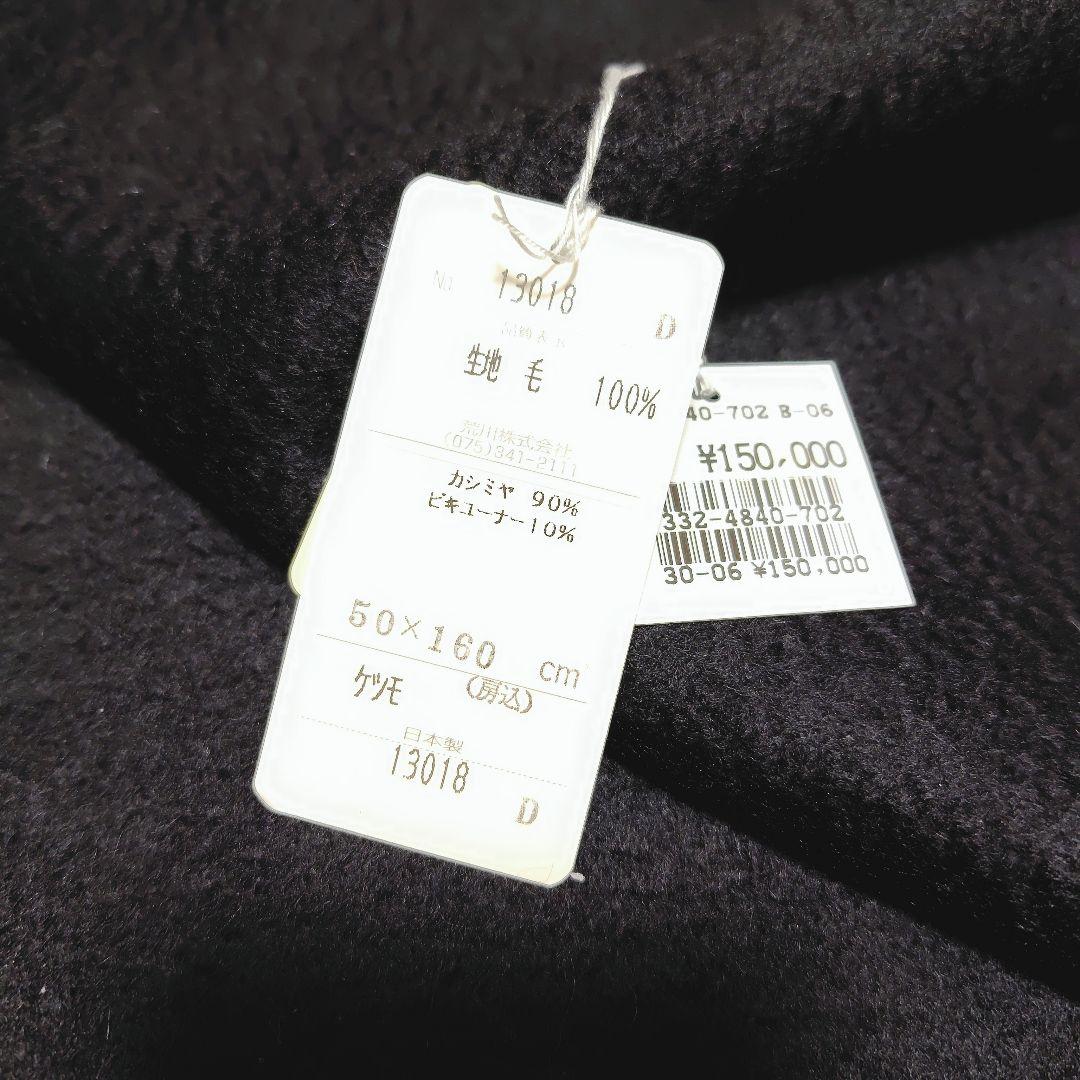 No 13018
D
生地 毛 100%
荒川株式会社
(075)341-2111
カシミヤ 90%
ビキューナー10%
50×160 cm
ケツモ (房込)
日本製
13018
D
40-702 B-06
¥150,000
332-4840-702
30-06 ¥150,000